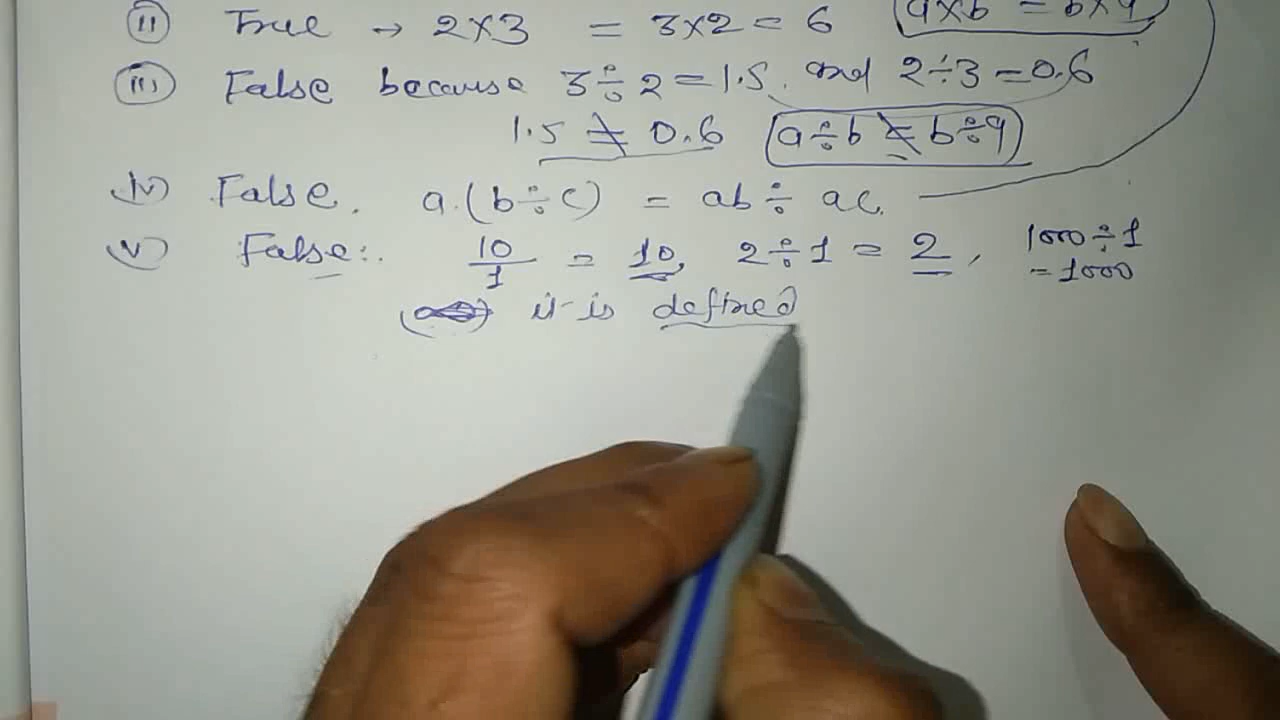 (ii) True → 2×3 = 3×2 = 6 (a×b = b×a)
(iii) False because 3÷2 = 1.5. and 2÷3 = 0.6
1.5 ≠ 0.6 (a÷b ≠ b÷a)
(iv) False. a.(b÷c) = ab ÷ ac.
(v) False:. 10/1 = 10, 2÷1 = 2, 1000÷1
= 1000
it is defined